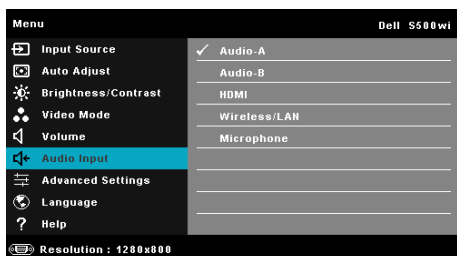 Menu Dell S500wi
Input Source
Auto Adjust
Brightness/Contrast
Video Mode
Volume
Audio Input
Advanced Settings
Language
? Help
Audio-A
Audio-B
HDMI
Wireless/LAN
Microphone
Resolution : 1280x800